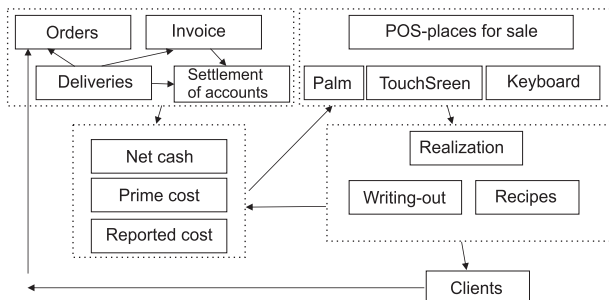 Orders
Invoice
Deliveries
Settlement
of accounts
POS-places for sale
Palm
TouchSreen
Keyboard
Net cash
Prime cost
Reported cost
Realization
Writing-out
Recipes
Clients